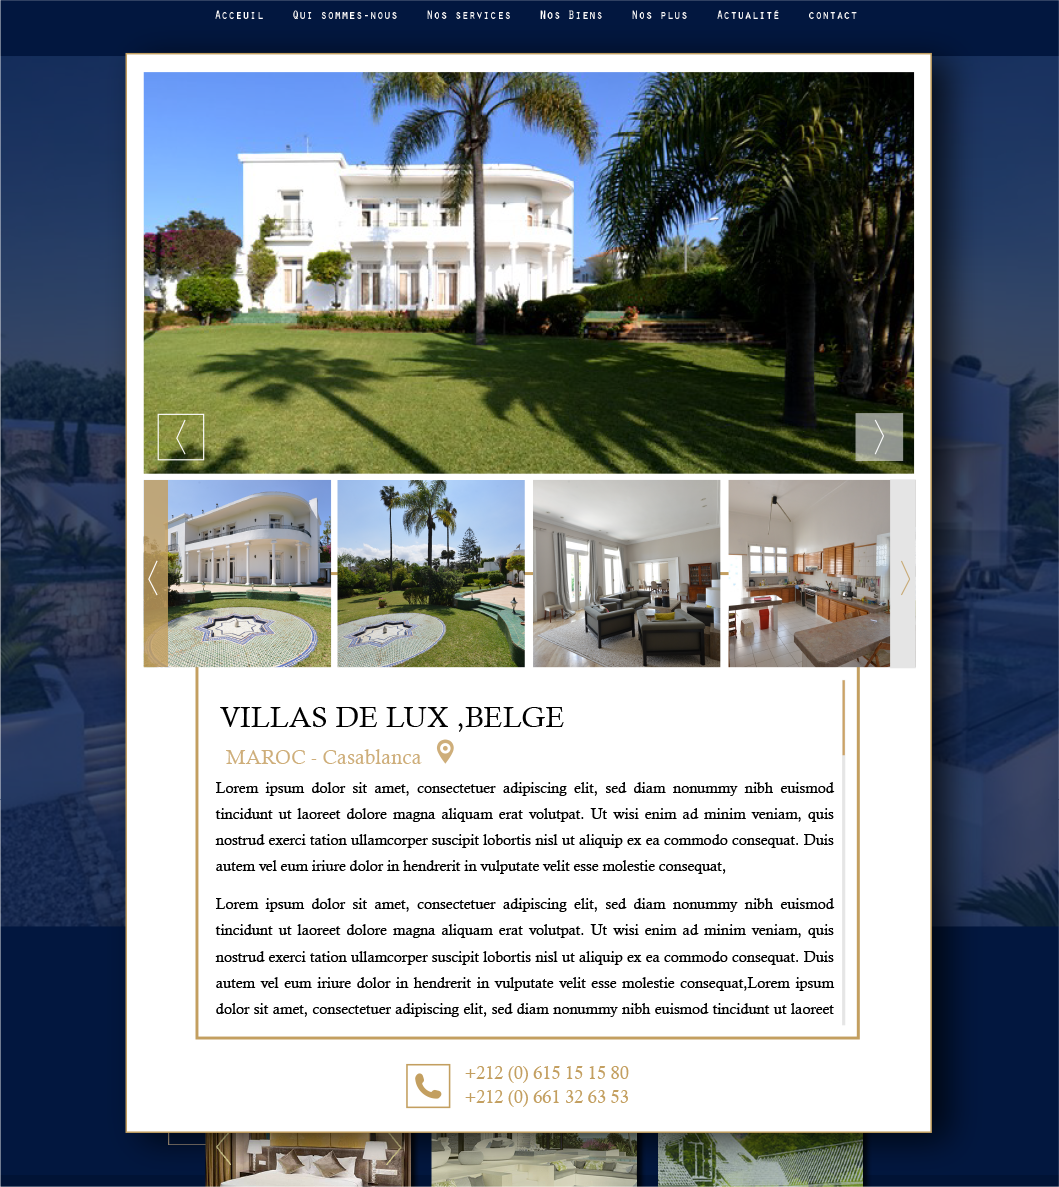 Acceuil Qui sommes-nous Nos services Nos Biens Nos plus Actualité contact
VILLAS DE LUX ,BELGE
MAROC - Casablanca
Lorem ipsum dolor sit amet, consectetuer adipiscing elit, sed diam nonummy nibh euismod
tincidunt ut laoreet dolore magna aliquam erat volutpat. Ut wisi enim ad minim veniam, quis
nostrud exerci tation ullamcorper suscipit lobortis nisl ut aliquip ex ea commodo consequat. Duis
autem vel eum iriure dolor in hendrerit in vulputate velit esse molestie consequat,
Lorem ipsum dolor sit amet, consectetuer adipiscing elit, sed diam nonummy nibh euismod
tincidunt ut laoreet dolore magna aliquam erat volutpat. Ut wisi enim ad minim veniam, quis
nostrud exerci tation ullamcorper suscipit lobortis nisl ut aliquip ex ea commodo consequat. Duis
autem vel eum iriure dolor in hendrerit in vulputate velit esse molestie consequat,Lorem ipsum
dolor sit amet, consectetuer adipiscing elit, sed diam nonummy nibh euismod tincidunt ut laoreet
+212 (0) 615 15 15 80
+212 (0) 661 32 63 53